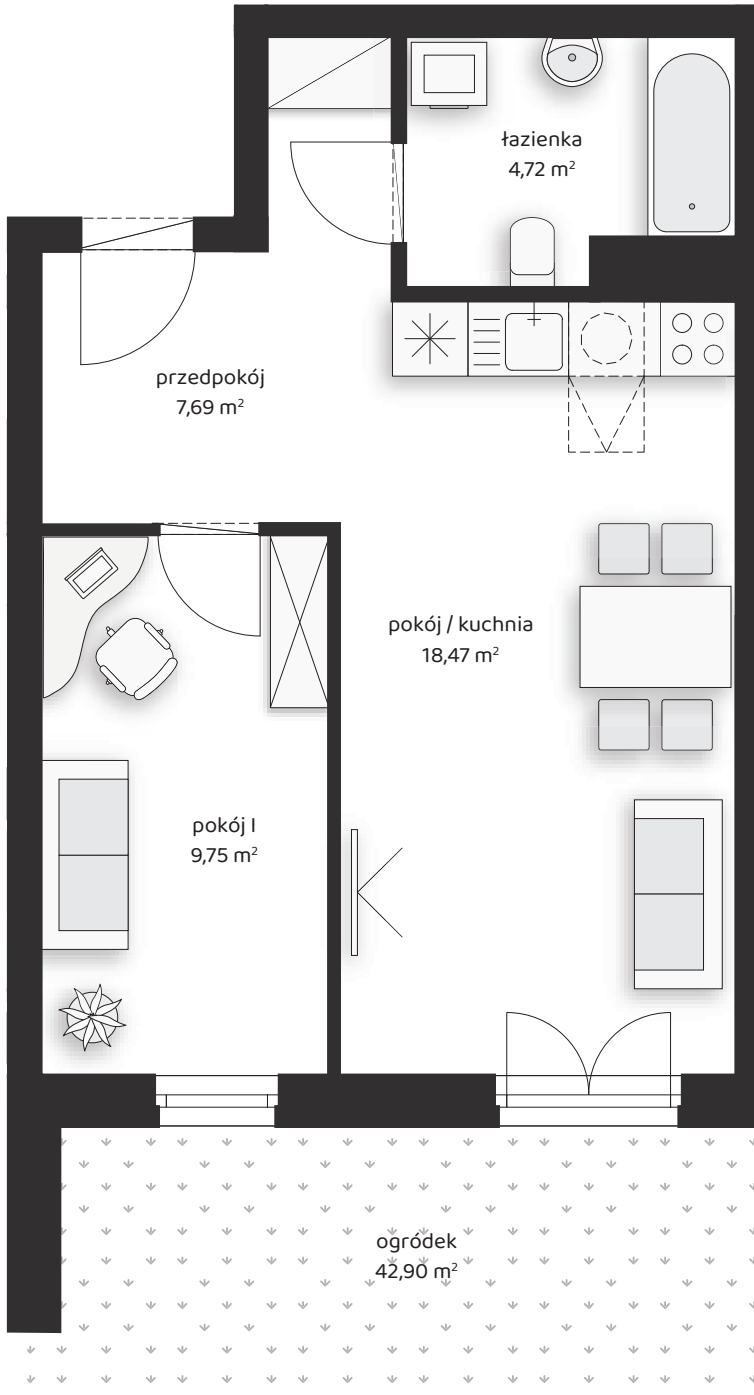 łazienka
4,72 m²
przedpokój
7,69 m²
pokój / kuchnia
18,47 m²
pokój I
9,75 m²
ogródek
42,90 m²